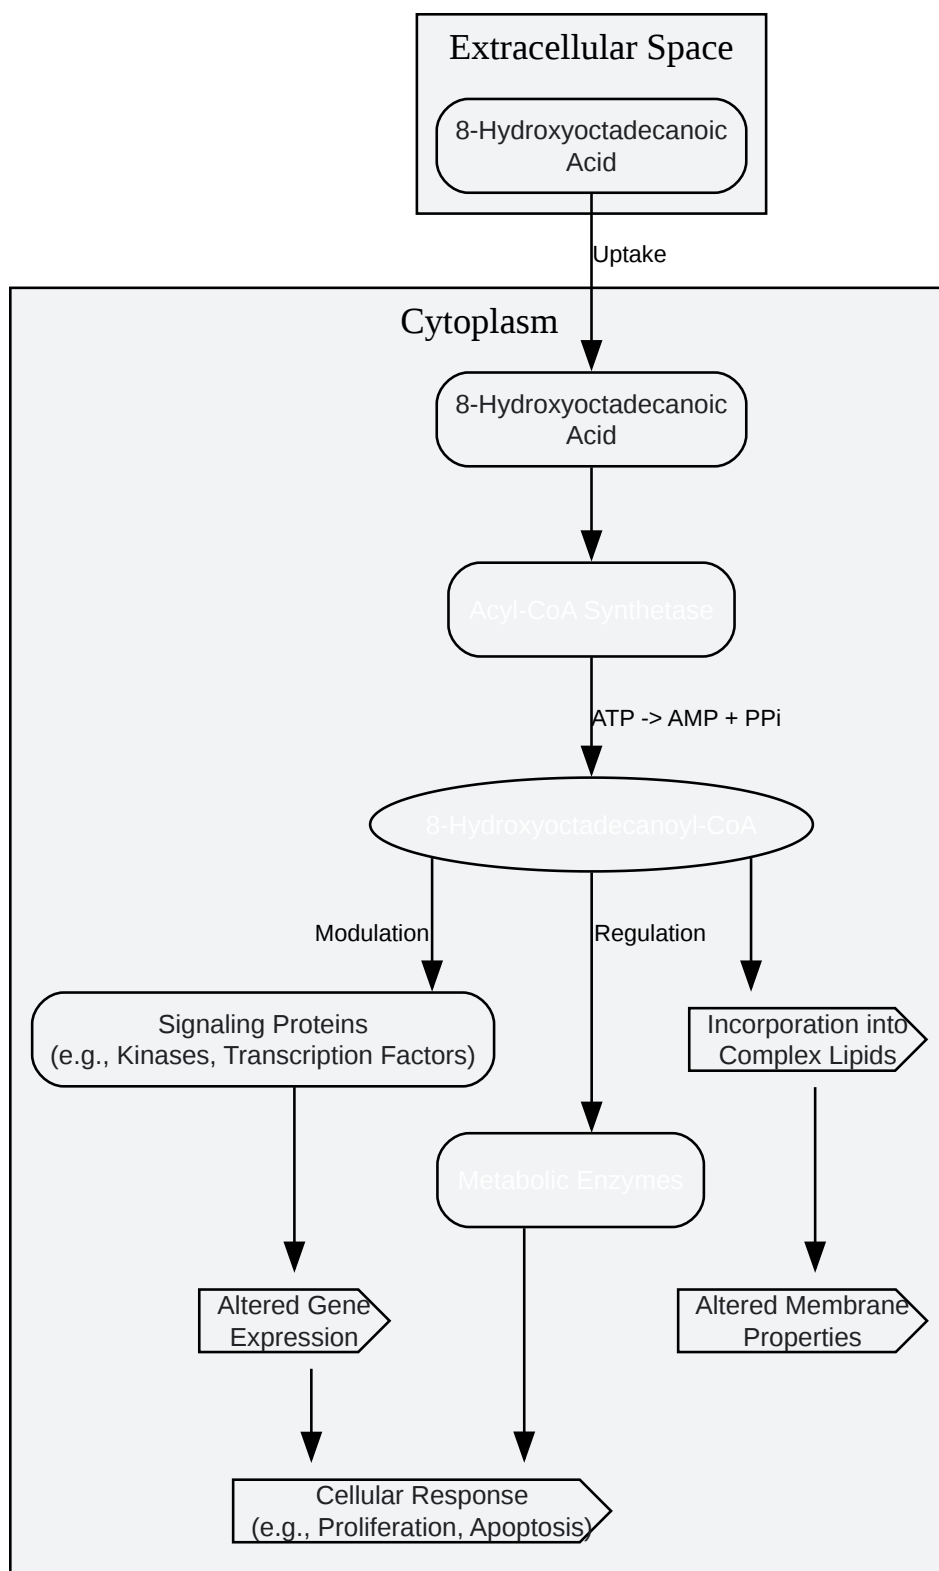 Extracellular Space
8-Hydroxyoctadecanoic
Acid
Uptake
Cytoplasm
8-Hydroxyoctadecanoic
Acid
Acyl-CoA Synthetase
ATP -> AMP + PPi
8-Hydroxyoctadecanoyl-CoA
Modulation
Regulation
Signaling Proteins
(e.g., Kinases, Transcription Factors)
Incorporation into
Complex Lipids
Metabolic Enzymes
Altered Gene
Expression
Altered Membrane
Properties
Cellular Response
(e.g., Proliferation, Apoptosis)